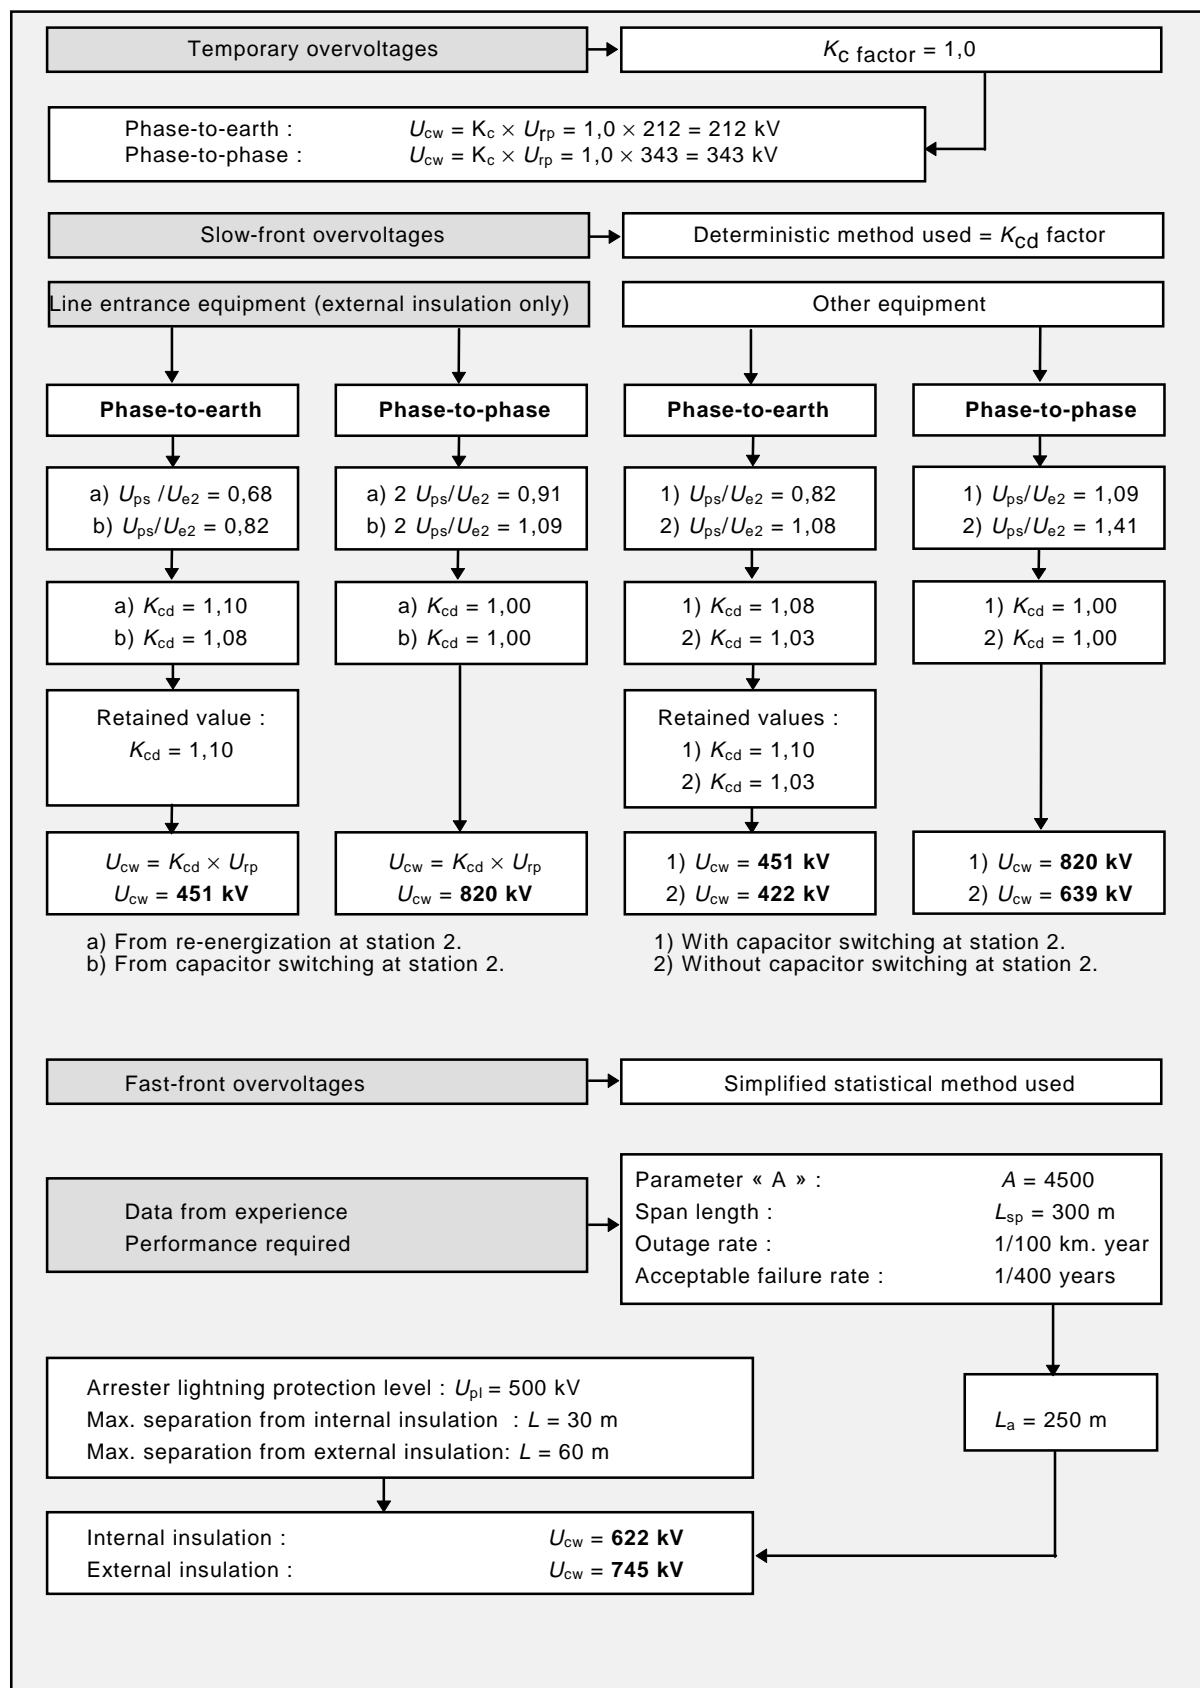 Temporary overvoltages
Kc factor = 1,0
Phase-to-earth : Ucw = Kc × Urp = 1,0 × 212 = 212 kV
Phase-to-phase : Ucw = Kc × Urp = 1,0 × 343 = 343 kV
Slow-front overvoltages
Deterministic method used = Kcd factor
Line entrance equipment (external insulation only)
Other equipment
Phase-to-earth
Phase-to-phase
Phase-to-earth
Phase-to-phase
a) Ups /Ue2 = 0,68
b) Ups/Ue2 = 0,82
a) 2 Ups/Ue2 = 0,91
b) 2 Ups/Ue2 = 1,09
1) Ups/Ue2 = 0,82
2) Ups/Ue2 = 1,08
1) Ups/Ue2 = 1,09
2) Ups/Ue2 = 1,41
a) Kcd = 1,10
b) Kcd = 1,08
a) Kcd = 1,00
b) Kcd = 1,00
1) Kcd = 1,08
2) Kcd = 1,03
1) Kcd = 1,00
2) Kcd = 1,00
Retained value :
Kcd = 1,10
Retained values :
1) Kcd = 1,10
2) Kcd = 1,03
Ucw = Kcd × Urp
Ucw = 451 kV
Ucw = Kcd × Urp
Ucw = 820 kV
1) Ucw = 451 kV
2) Ucw = 422 kV
1) Ucw = 820 kV
2) Ucw = 639 kV
a) From re-energization at station 2.
b) From capacitor switching at station 2.
1) With capacitor switching at station 2.
2) Without capacitor switching at station 2.
Fast-front overvoltages
Simplified statistical method used
Data from experience
Performance required
Parameter « A » : A = 4500
Span length : Lsp = 300 m
Outage rate : 1/100 km. year
Acceptable failure rate : 1/400 years
Arrester lightning protection level : Upl = 500 kV
Max. separation from internal insulation : L = 30 m
Max. separation from external insulation: L = 60 m
La = 250 m
Internal insulation : Ucw = 622 kV
External insulation : Ucw = 745 kV